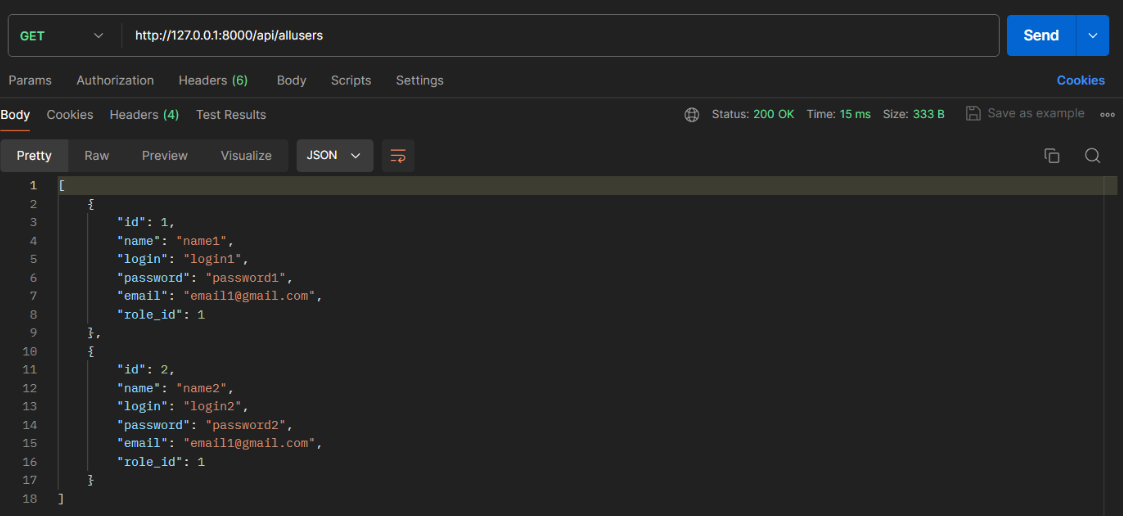 GET http://127.0.0.1:8000/api/allusers Send
Params Authorization Headers (6) Body Scripts Settings Cookies
Body Cookies Headers (4) Test Results Status: 200 OK Time: 15 ms Size: 333 B Save as example
Pretty Raw Preview Visualize JSON
1 [
2 {
3 "id": 1,
4 "name": "name1",
5 "login": "login1",
6 "password": "password1",
7 "email": "email1@gmail.com",
8 "role_id": 1
9 },
10 {
11 "id": 2,
12 "name": "name2",
13 "login": "login2",
14 "password": "password2",
15 "email": "email1@gmail.com",
16 "role_id": 1
17 }
18 ]